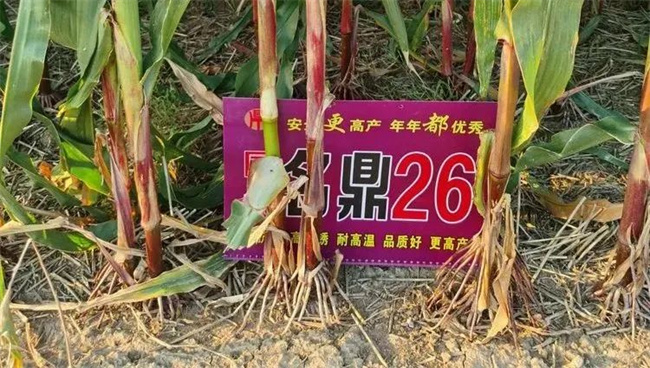 安全更高产 年年都优秀
名鼎26
秀 耐高温 品质好 更高产